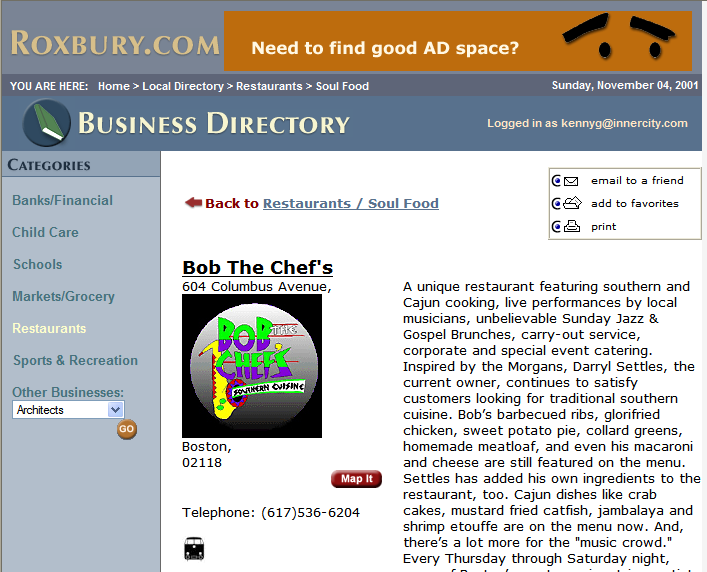 ROXBURY.COM
Need to find good AD space?
YOU ARE HERE: Home > Local Directory > Restaurants > Soul Food
Sunday, November 04, 2001
BUSINESS DIRECTORY
Logged in as kennyg@innercity.com
CATEGORIES
Banks/Financial
Child Care
Schools
Markets/Grocery
Restaurants
Sports & Recreation
Other Businesses:
Architects
GO
Back to Restaurants / Soul Food
email to a friend
add to favorites
print
Bob The Chef's
604 Columbus Avenue,
BOB THE
CHEF'S
SOUTHERN CUISINE
Boston,
02118
Map It
Telephone: (617)536-6204
A unique restaurant featuring southern and
Cajun cooking, live performances by local
musicians, unbelievable Sunday Jazz &
Gospel Brunches, carry-out service,
corporate and special event catering.
Inspired by the Morgans, Darryl Settles, the
current owner, continues to satisfy
customers looking for traditional southern
cuisine. Bob’s barbecued ribs, glorifried
chicken, sweet potato pie, collard greens,
homemade meatloaf, and even his macaroni
and cheese are still featured on the menu.
Settles has added his own ingredients to the
restaurant, too. Cajun dishes like crab
cakes, mustard fried catfish, jambalaya and
shrimp etouffe are on the menu now. And,
there’s a lot more for the "music crowd."
Every Thursday through Saturday night,